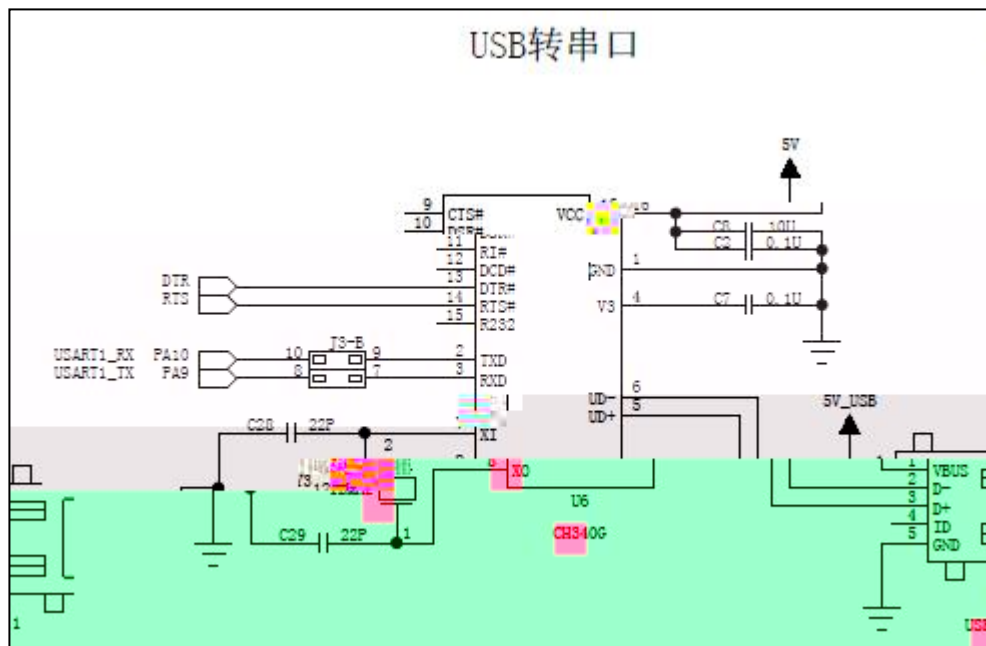 USB转串口
5V
9 CTS# VCC
10
C8 10U
11 C2 0.1U
RI#
12 DCD# GND 1
DTR 13 DTR#
RTS 14 RTS# V3 4 C7 0.1U
15 R232
J3-B
USART1_RX PA10 10 9 2 TXD
USART1_TX PA9 8 7 3 RXD
UD- 6
UD+ 5 5V_USB
C28 22P XI
2
XO 1 VBUS
2 D-
U6 3 D+
4 ID
C29 22P 1 CH340G 5 GND
1